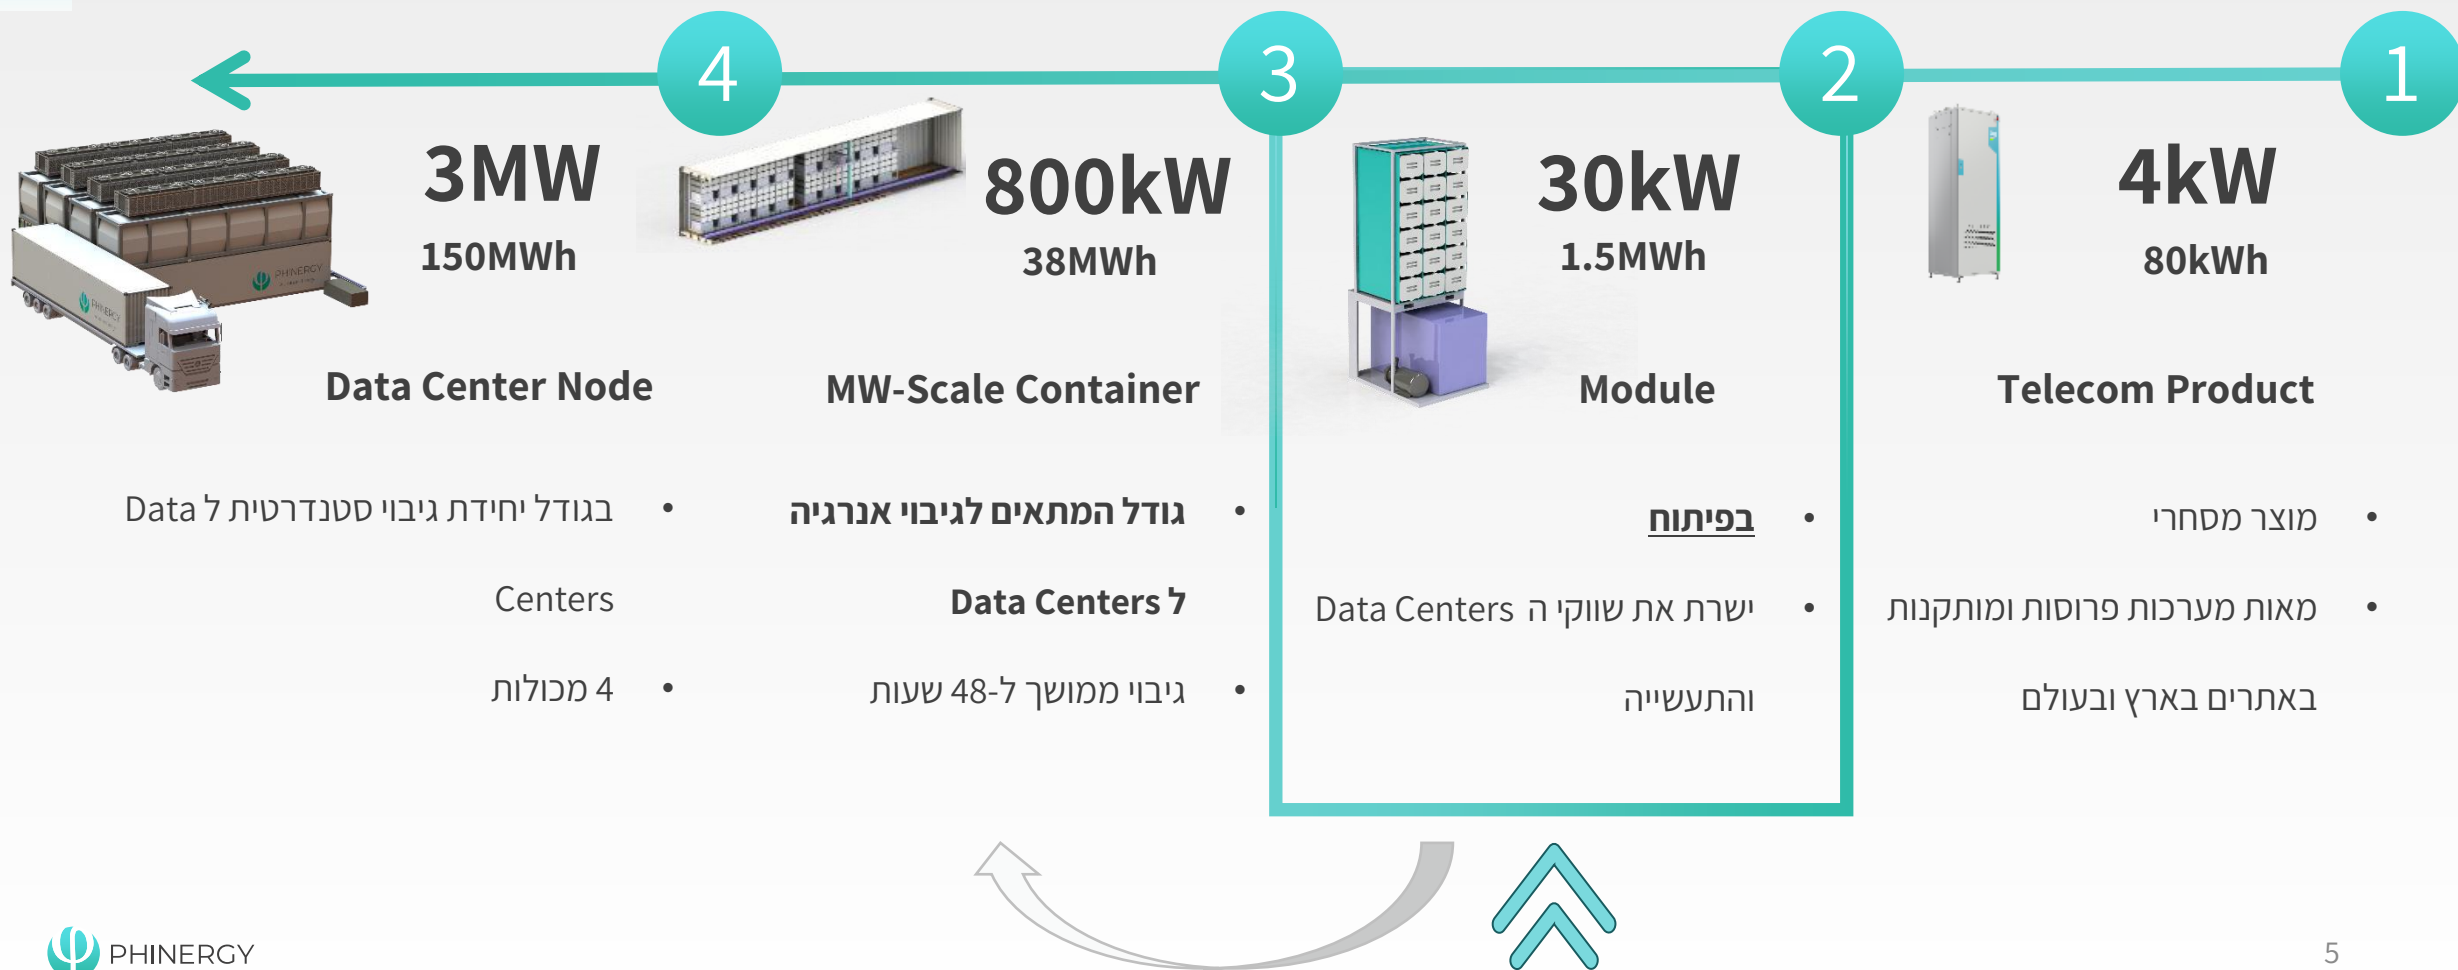 1
4kW
80kWh
Telecom Product
• מוצר מסחרי
• מאות מערכות פרוסות ומותקנות
באתרים בארץ ובעולם
2
30kW
1.5MWh
Module
• בפיתוח
• ישרת את שווקי ה Data Centers
והתעשייה
3
800kW
38MWh
MW-Scale Container
• גודל המתאים לגיבוי אנרגיה
ל Data Centers
• גיבוי ממושך ל-48 שעות
4
3MW
150MWh
Data Center Node
• בגודל יחידת גיבוי סטנדרטית ל Data
Centers
• 4 מכולות
PHINERGY
PHINERGY
PHINERGY
5